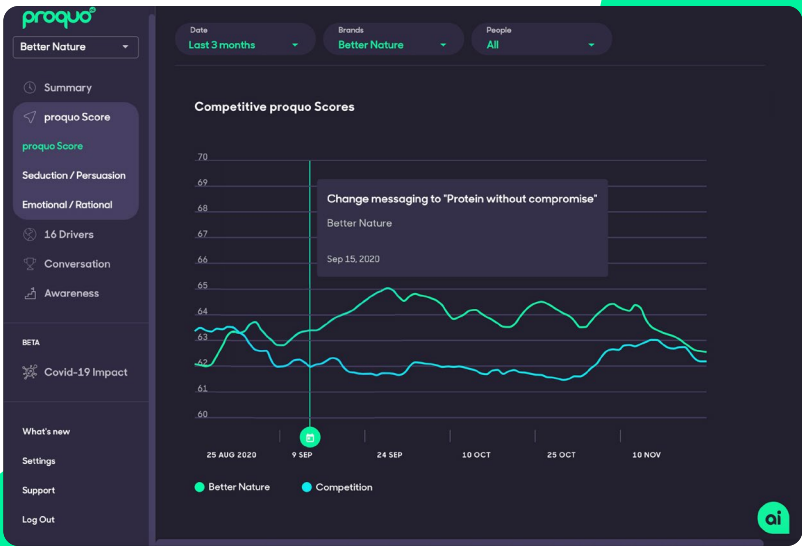 proquo
ai
Better Nature
Summary
proquo Score
proquo Score
Seduction / Persuasion
Emotional / Rational
16 Drivers
Conversation
Awareness
BETA
Covid-19 Impact
What's new
Settings
Support
Log Out
Date
Last 3 months
Brands
Better Nature
People
All
Competitive proquo Scores
70
69
68
67
66
65
64
63
62
61
60
Change messaging to "Protein without compromise"
Better Nature
Sep 15, 2020
25 AUG 2020 9 SEP 24 SEP 10 OCT 25 OCT 10 NOV
Better Nature Competition
ai